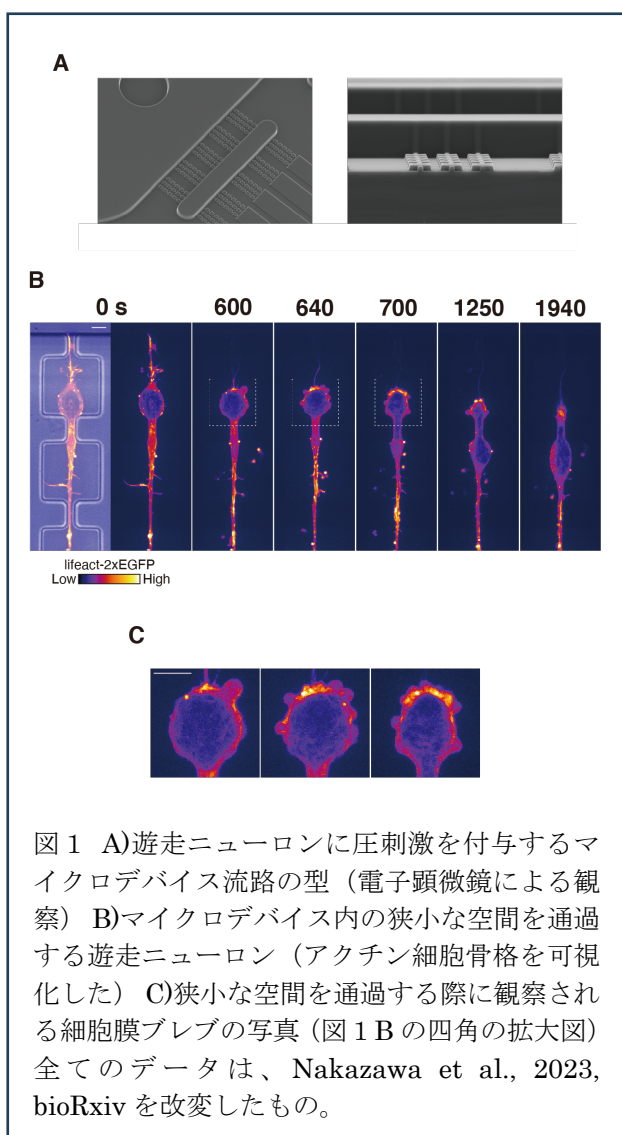 A
B
0 s 600 640 700 1250 1940
lifeact-2xEGFP
Low High
C
図1 A)遊走ニューロンに圧刺激を付与するマ
イクロデバイス流路の型（電子顕微鏡による観
察） B)マイクロデバイス内の狭小な空間を通過
する遊走ニューロン（アクチン細胞骨格を可視
化した） C)狭小な空間を通過する際に観察され
る細胞膜ブレブの写真（図1Bの四角の拡大図）
全てのデータは、Nakazawa et al., 2023,
bioRxiv を改変したもの。